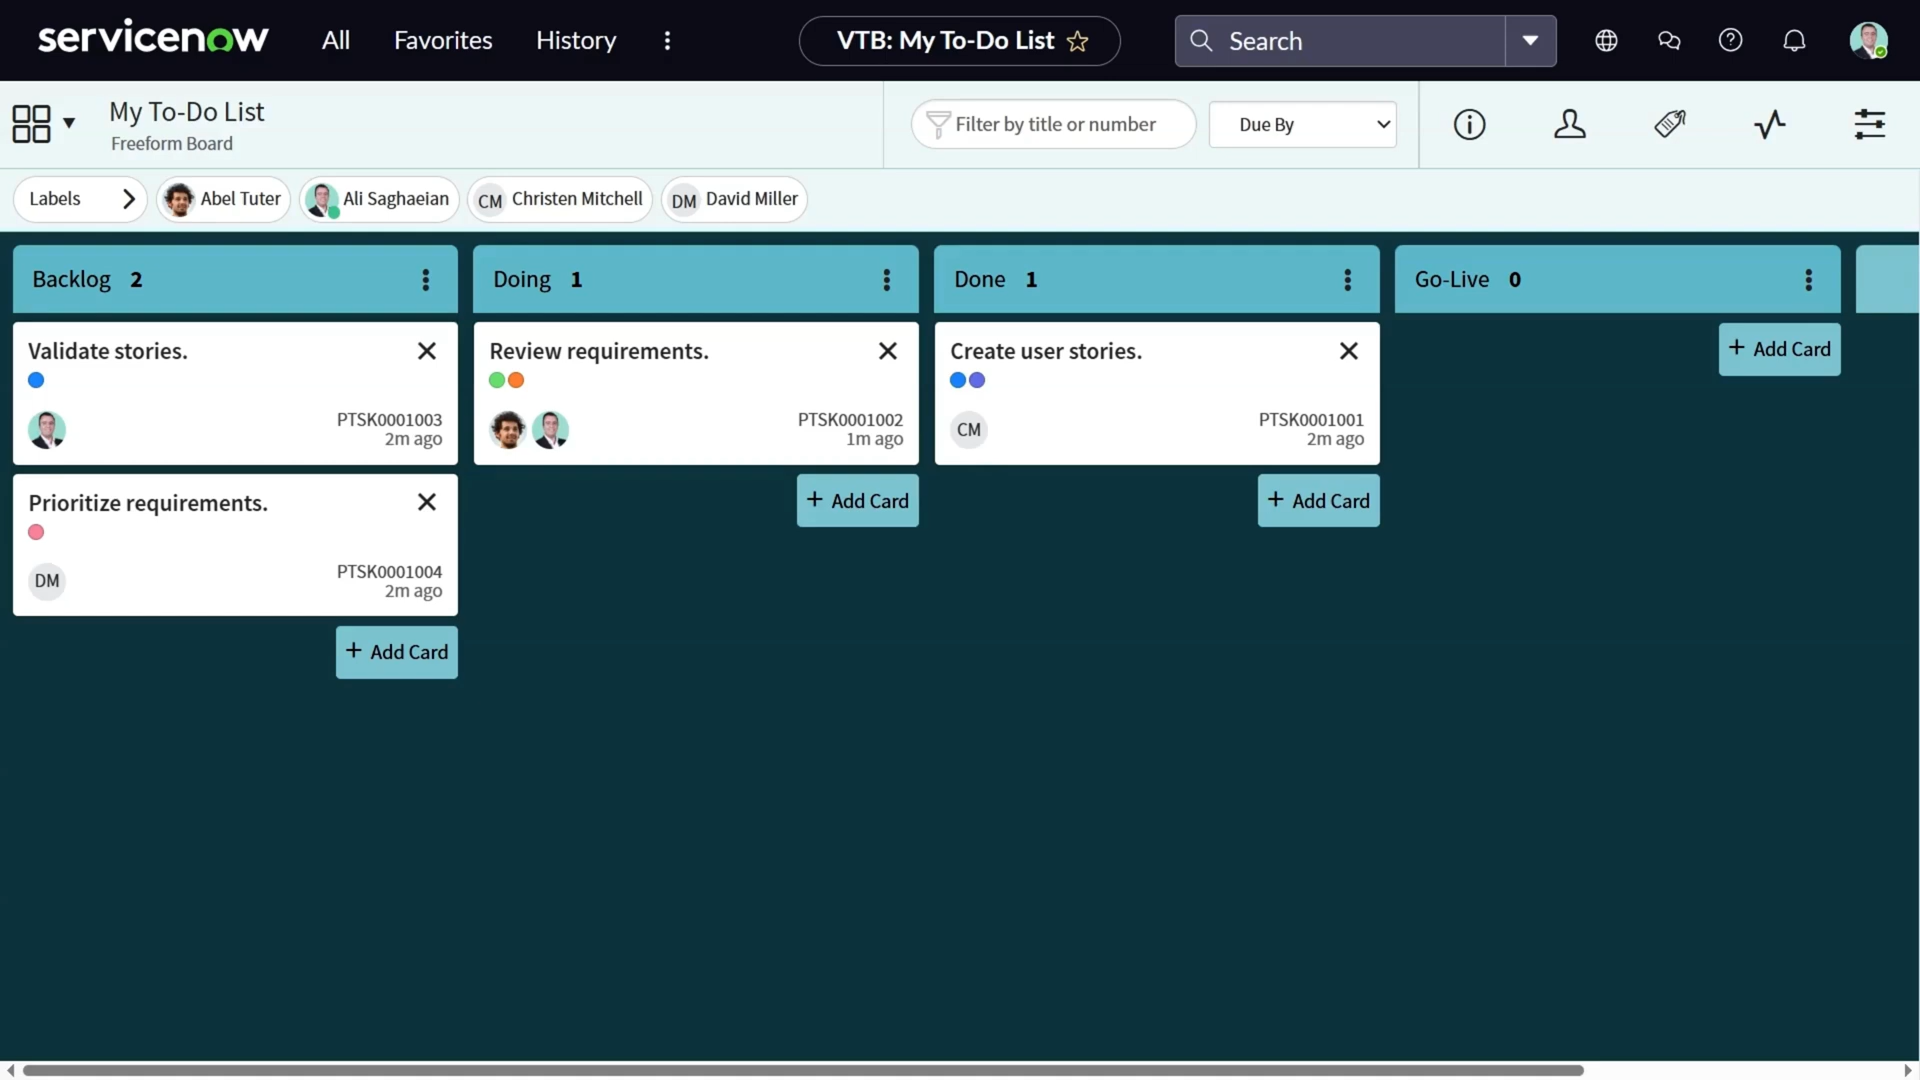 servicenow All Favorites History VTB: My To-Do List Search
My To-Do List
Freeform Board
Filter by title or number
Due By
Labels Abel Tuter Ali Saghaeian CM Christen Mitchell DM David Miller
Backlog 2
Validate stories.
PTSK0001003
2m ago
Prioritize requirements.
DM
PTSK0001004
2m ago
+ Add Card
Doing 1
Review requirements.
PTSK0001002
1m ago
+ Add Card
Done 1
Create user stories.
CM
PTSK0001001
2m ago
+ Add Card
Go-Live 0
+ Add Card